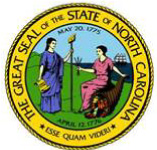 THE GREAT SEAL OF THE STATE OF NORTH CAROLINA
MAY 20, 1775
APRIL 12, 1776
ESSE QUAM VIDERI